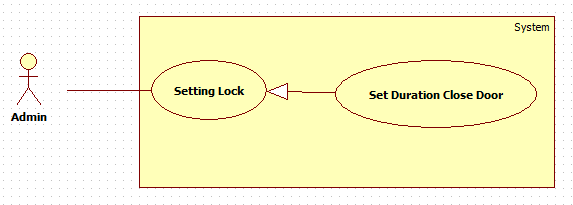 System
Setting Lock
Set Duration Close Door
Admin